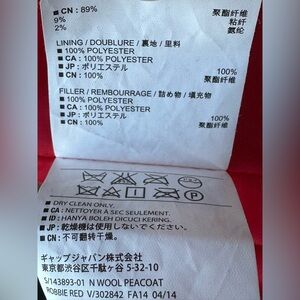 ■ CN : 89% 聚酯纤维
9% 粘纤
2% 氨纶
LINING / DOUBLURE / 裏地 / 里料
■ 100% POLYESTER
■ CA : 100% POLYESTER
■ JP : ポリエステル 100%
■ CN : 100% 聚酯纤维
FILLER / REMBOURRAGE / 詰め物 / 填充物
■ 100% POLYESTER
■ CA : 100% POLYESTER
■ JP : ポリエステル 100%
■ CN : 100% 聚酯纤维
■ DRY CLEAN ONLY.
■ CA : NETTOYER À SEC SEULEMENT.
■ ID : HANYA BOLEH DICUCI KERING.
■ JP : 乾燥機は使用しないでください.
■ CN : 不可翻转干燥.
ギャップジャパン株式会社
東京都渋谷区千駄ヶ谷 5-32-10
S/143893-01 N WOOL PEACOAT
ROBBIE RED V/302842 FA14 04/14